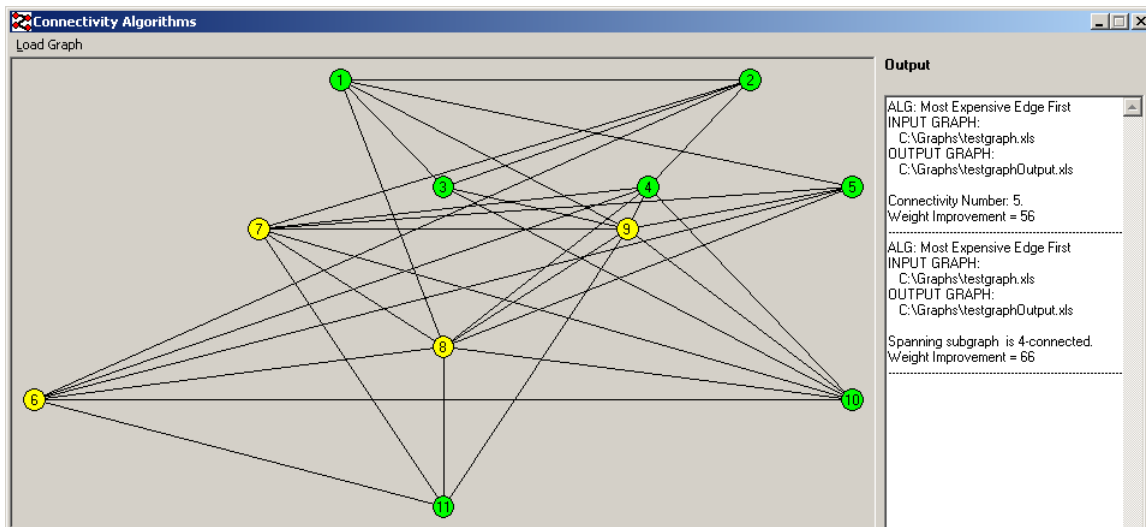 Connectivity Algorithms
Load Graph
Output
1
2
3
4
5
7
9
8
6
10
11
ALG: Most Expensive Edge First
INPUT GRAPH:
C:\Graphs\testgraph.xls
OUTPUT GRAPH:
C:\Graphs\testgraphOutput.xls
Connectivity Number: 5.
Weight Improvement = 56
ALG: Most Expensive Edge First
INPUT GRAPH:
C:\Graphs\testgraph.xls
OUTPUT GRAPH:
C:\Graphs\testgraphOutput.xls
Spanning subgraph is 4-connected.
Weight Improvement = 66